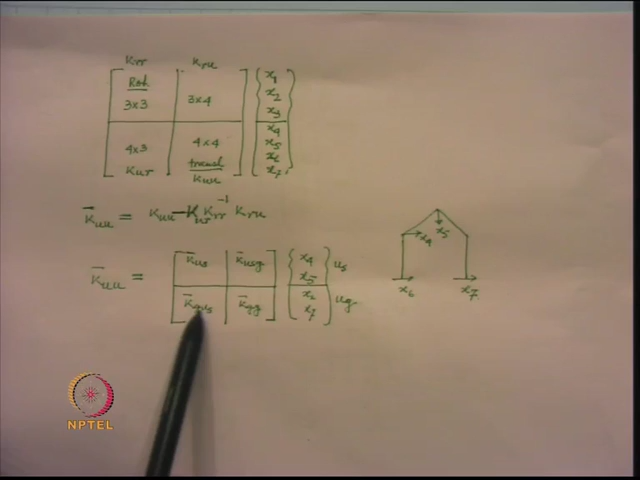 Krr Kru
Rot. x1
3x3 3x4 x2
x3
4x3 4x4 x4
Kur transl x5
Kuu x6
x7
K̄uu = Kuu - Kur Krr⁻¹ Kru
K̄uu = K̄us K̄usg x4 us
x5
K̄gus K̄gg x6 ug
x7
x4 x5
x6 x7
NPTEL